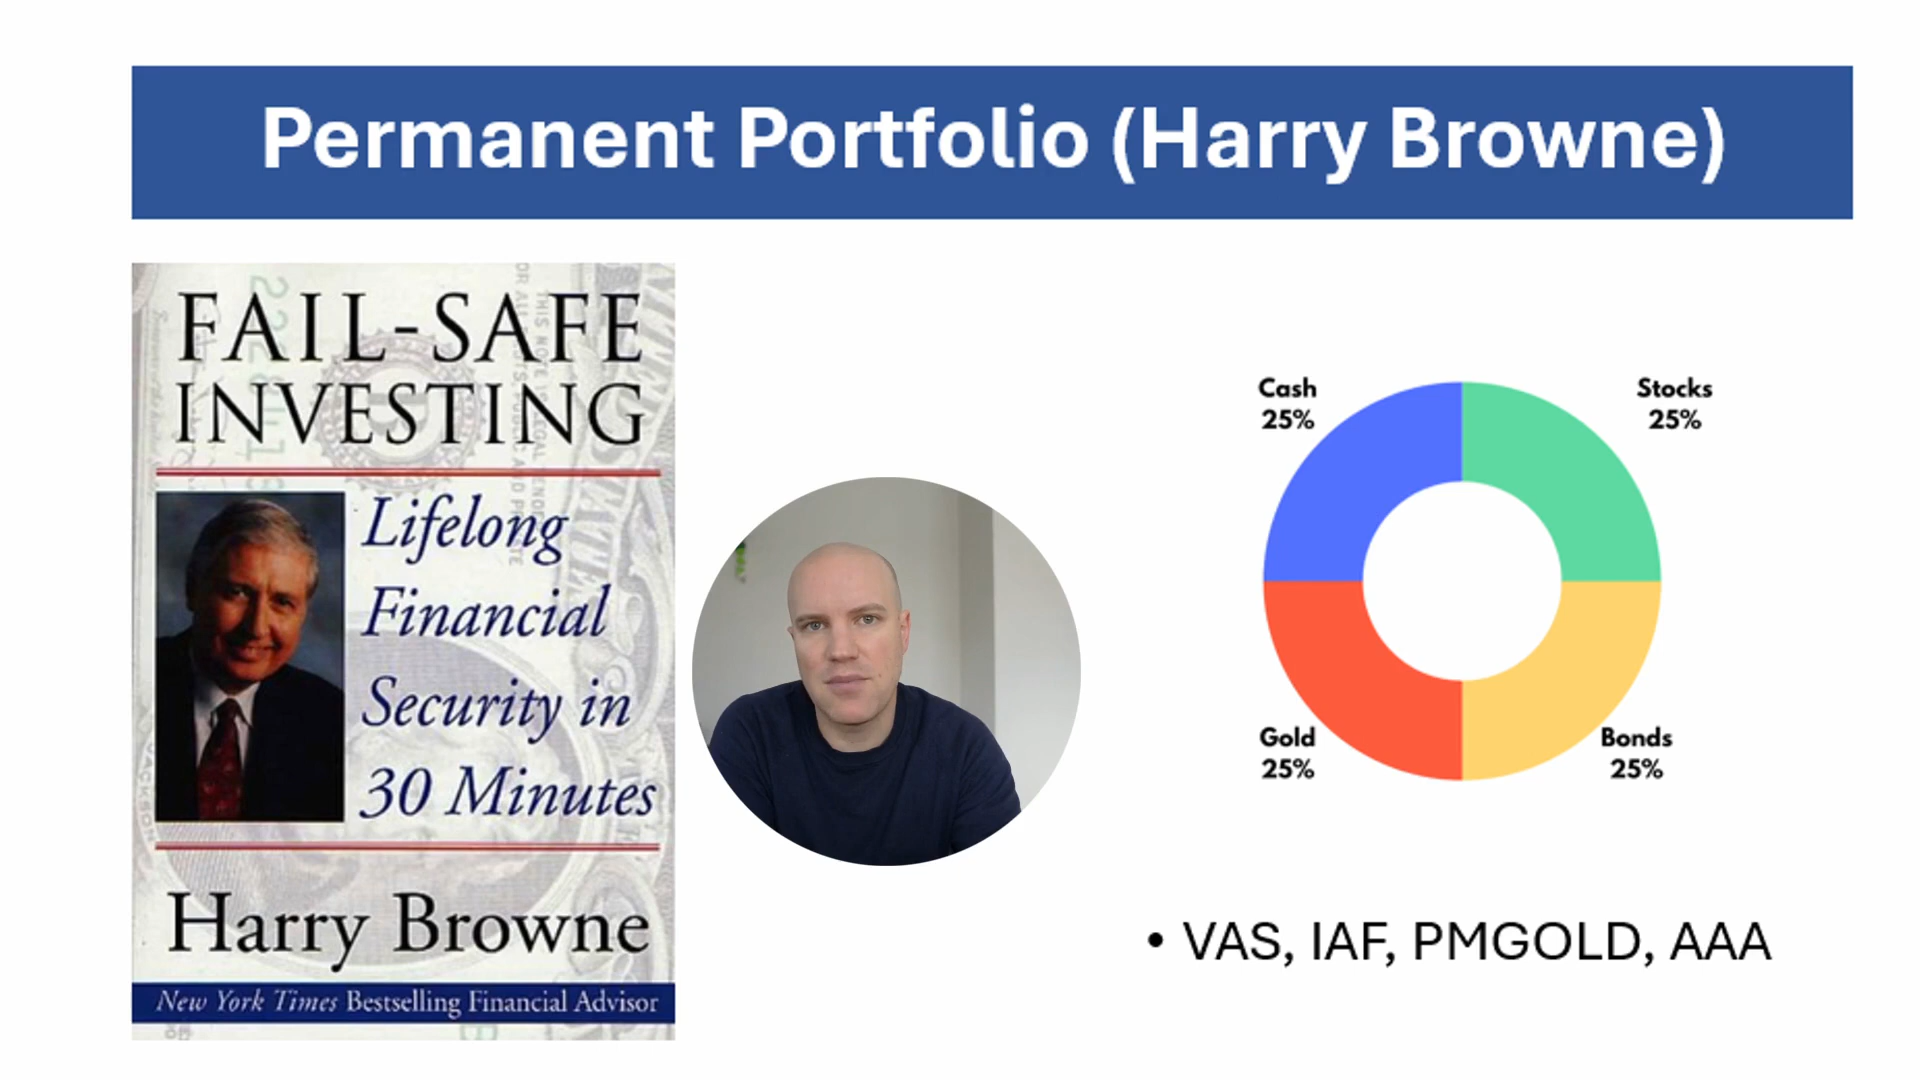 Permanent Portfolio (Harry Browne)
FAIL-SAFE
INVESTING
Lifelong
Financial
Security in
30 Minutes
Harry Browne
New York Times Bestselling Financial Advisor
Cash
25%
Stocks
25%
Gold
25%
Bonds
25%
• VAS, IAF, PMGOLD, AAA